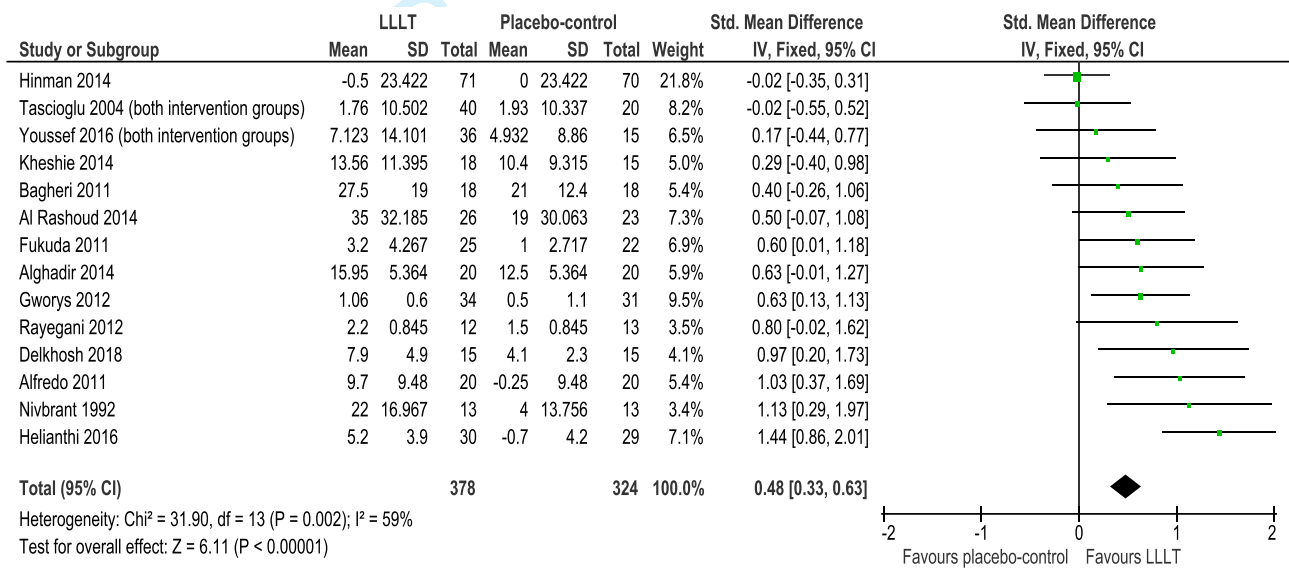 LLLT Placebo-control Std. Mean Difference Std. Mean Difference
Study or Subgroup Mean SD Total Mean SD Total Weight IV, Fixed, 95% CI IV, Fixed, 95% CI
Hinman 2014 -0.5 23.422 71 0 23.422 70 21.8% -0.02 [-0.35, 0.31]
Tascioglu 2004 (both intervention groups) 1.76 10.502 40 1.93 10.337 20 8.2% -0.02 [-0.55, 0.52]
Youssef 2016 (both intervention groups) 7.123 14.101 36 4.932 8.86 15 6.5% 0.17 [-0.44, 0.77]
Kheshie 2014 13.56 11.395 18 10.4 9.315 15 5.0% 0.29 [-0.40, 0.98]
Bagheri 2011 27.5 19 18 21 12.4 18 5.4% 0.40 [-0.26, 1.06]
Al Rashoud 2014 35 32.185 26 19 30.063 23 7.3% 0.50 [-0.07, 1.08]
Fukuda 2011 3.2 4.267 25 1 2.717 22 6.9% 0.60 [0.01, 1.18]
Alghadir 2014 15.95 5.364 20 12.5 5.364 20 5.9% 0.63 [-0.01, 1.27]
Gworys 2012 1.06 0.6 34 0.5 1.1 31 9.5% 0.63 [0.13, 1.13]
Rayegani 2012 2.2 0.845 12 1.5 0.845 13 3.5% 0.80 [-0.02, 1.62]
Delkhosh 2018 7.9 4.9 15 4.1 2.3 15 4.1% 0.97 [0.20, 1.73]
Alfredo 2011 9.7 9.48 20 -0.25 9.48 20 5.4% 1.03 [0.37, 1.69]
Nivbrant 1992 22 16.967 13 4 13.756 13 3.4% 1.13 [0.29, 1.97]
Helianthi 2016 5.2 3.9 30 -0.7 4.2 29 7.1% 1.44 [0.86, 2.01]
Total (95% CI) 378 324 100.0% 0.48 [0.33, 0.63]
Heterogeneity: Chi² = 31.90, df = 13 (P = 0.002); I² = 59%
Test for overall effect: Z = 6.11 (P < 0.00001)
-2 -1 0 1 2
Favours placebo-control Favours LLLT